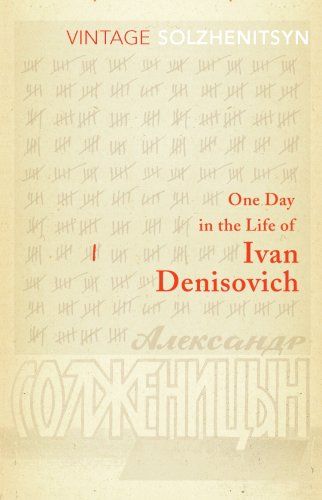 VINTAGE SOLZHENITSYN
One Day
in the Life of
Ivan
Denisovich
Александр
СОЛЖЕНИЦЫН